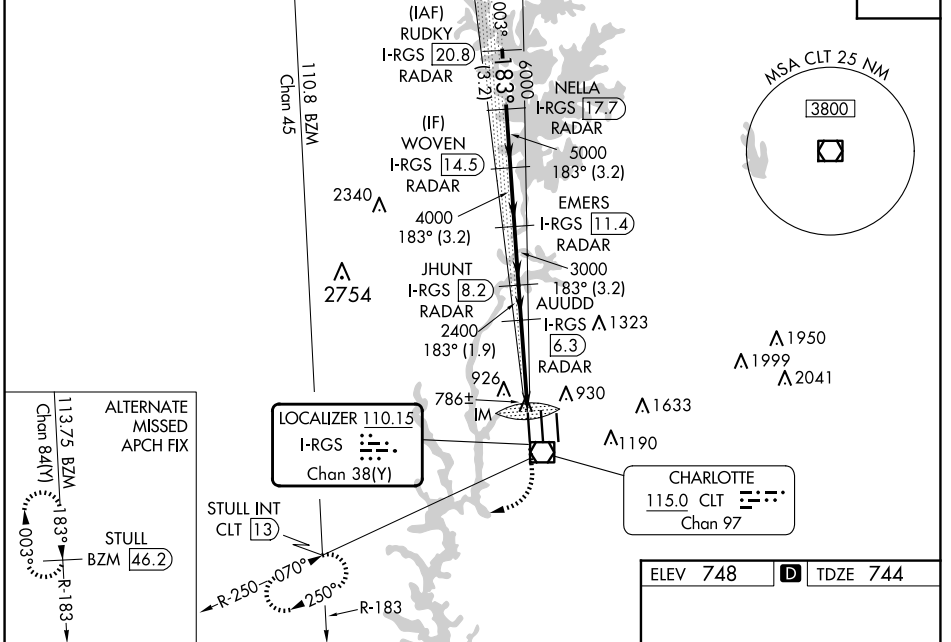 (IAF)
RUDKY
I-RGS 20.8
RADAR
003°
183°
6000
(3.2)
NELLA
I-RGS 17.7
RADAR
5000
183° (3.2)
110.8 BZM
Chan 45
(IF)
WOVEN
I-RGS 14.5
RADAR
2340
4000
183° (3.2)
EMERS
I-RGS 11.4
RADAR
3000
183° (3.2)
2754
JHUNT
I-RGS 8.2
RADAR
2400
183° (1.9)
AUUDD
I-RGS
6.3
RADAR
1323
MSA CLT 25 NM
3800
1950
1999
2041
926
786±
IM
930
1633
1190
LOCALIZER 110.15
I-RGS
Chan 38(Y)
CHARLOTTE
115.0 CLT
Chan 97
ALTERNATE
MISSED
APCH FIX
113.75 BZM
Chan 84(Y)
183°
003°
STULL
BZM 46.2
R-183
STULL INT
CLT 13
R-250
070°
250°
R-183
ELEV 748 D TDZE 744